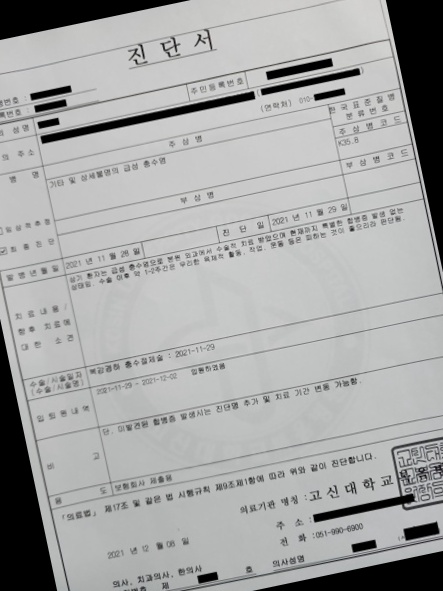 진 단 서
번호 :
등록번호 :
주민등록번호
의 성명
(연락처) 010-
의 주소
한국표준질병
분류번호
주 상 병
주상병코드
병 명
기타 및 상세불명의 급성 충수염
K35.8
부 상 병
부상병코드
임상적추정
최종진단
발병년월일
2021 년 11 월 28 일
진 단 일
2021 년 11 월 29 일
치료내용/
향후 치료에
대한 소견
상기 환자는 급성 충수염으로 본원 외과에서 수술적 치료 받았으며 현재까지 특별한 합병증 발생 없는
상태임. 수술 이후 약 1-2주간은 무리한 육체적 활동, 작업, 운동 등은 피하는 것이 좋으리라 판단됨.
수술/시술일자
(수술/시술명)
복강경하 충수절제술 : 2021-11-29
입퇴원내역
2021-11-29 - 2021-12-02 입원하였음
비 고
단, 미발견된 합병증 발생시는 진단명 추가 및 치료 기간 변동 가능함.
용 도
보험회사 제출용
「의료법」 제17조 및 같은 법 시행규칙 제9조제1항에 따라 위와 같이 진단합니다.
의료기관 명칭 : 고신대학교
주 소 :
전 화 :051-990-6900
2021 년 12 월 08 일
의사, 치과의사, 한의사
제 호 의사성명